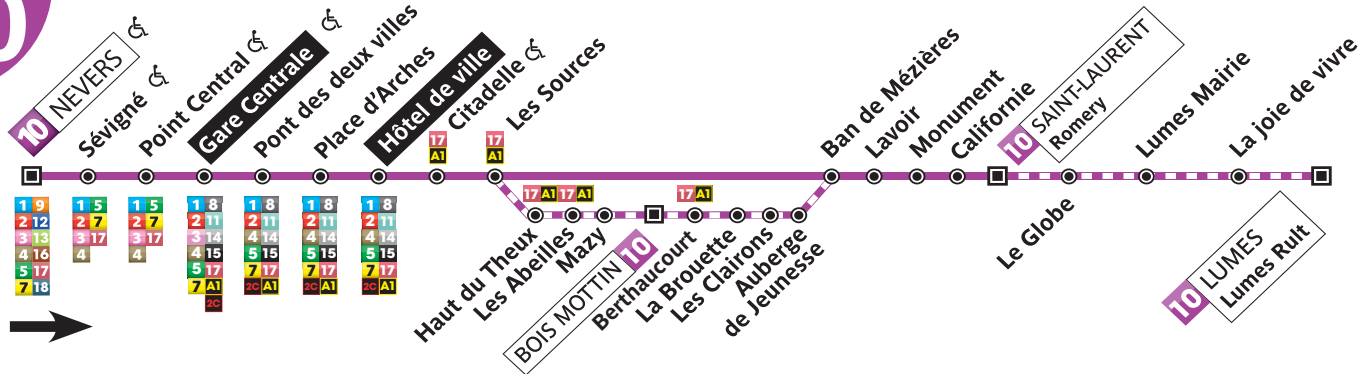 10 NEVERS
Sévigné
Point Central
Gare Centrale
Pont des deux villes
Place d'Arches
Hôtel de ville
Citadelle
Les Sources
Ban de Mézières
Lavoir
Monument
Californie
10 SAINT-LAURENT
Romery
Lumes Mairie
La joie de vivre
17
A1
17
A1
17 A1 17 A1
17 A1
1 9
2 12
3 13
4 16
5 17
7 18
1 5
2 7
3 17
4
1 5
2 7
3 17
4
1 8
2 11
3 14
4 15
5 17
7 A1
2C
1 8
2 11
4 14
5 15
7 17
2C A1
1 8
2 11
4 14
5 15
7 17
2C A1
1 8
2 11
4 14
5 15
7 17
2C A1
Haut du Theux
Les Abeilles
Mazy
BOIS MOTTIN 10
Berthaucourt
La Brouette
Les Clairons
Auberge
de Jeunesse
Le Globe
10 LUMES
Lumes Rult